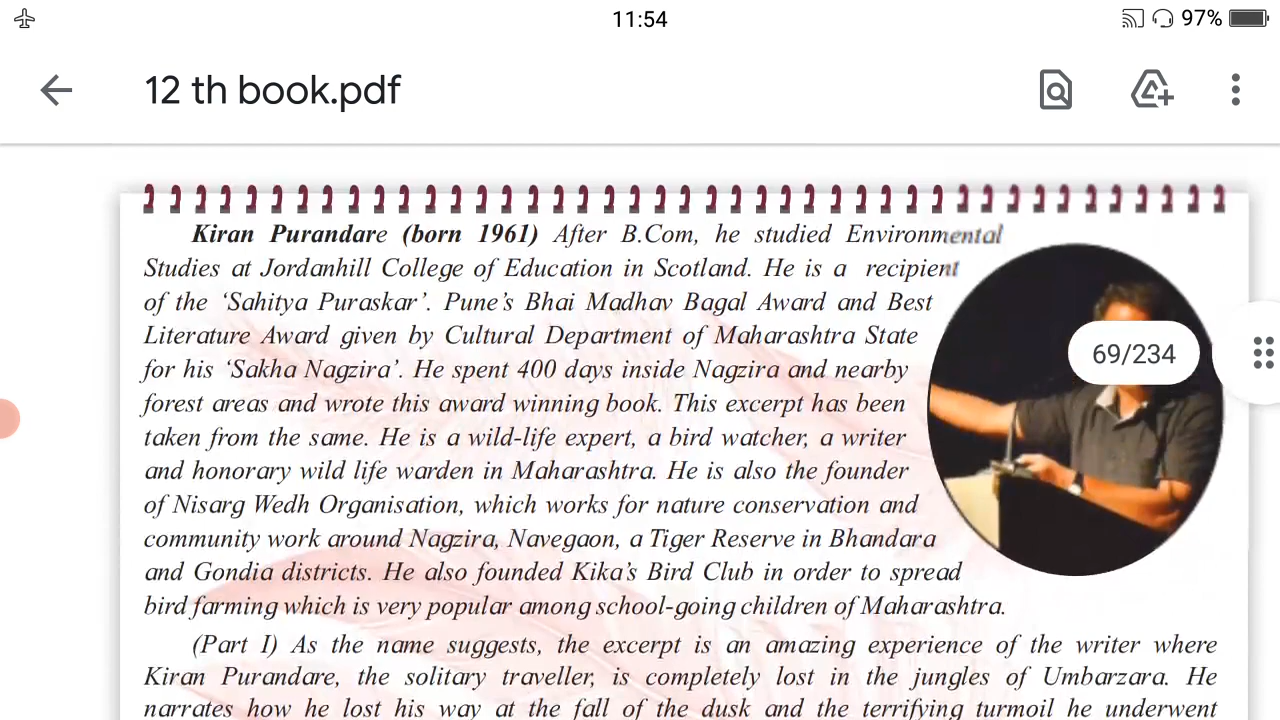 11:54
97%
12 th book.pdf
Kiran Purandare (born 1961) After B.Com, he studied Environmental
Studies at Jordanhill College of Education in Scotland. He is a recipient
of the ‘Sahitya Puraskar’. Pune’s Bhai Madhav Bagal Award and Best
Literature Award given by Cultural Department of Maharashtra State
for his ‘Sakha Nagzira’. He spent 400 days inside Nagzira and nearby
69/234
forest areas and wrote this award winning book. This excerpt has been
taken from the same. He is a wild-life expert, a bird watcher, a writer
and honorary wild life warden in Maharashtra. He is also the founder
of Nisarg Wedh Organisation, which works for nature conservation and
community work around Nagzira, Navegaon, a Tiger Reserve in Bhandara
and Gondia districts. He also founded Kika’s Bird Club in order to spread
bird farming which is very popular among school-going children of Maharashtra.
(Part I) As the name suggests, the excerpt is an amazing experience of the writer where
Kiran Purandare, the solitary traveller, is completely lost in the jungles of Umbarzara. He
narrates how he lost his way at the fall of the dusk and the terrifying turmoil he underwent